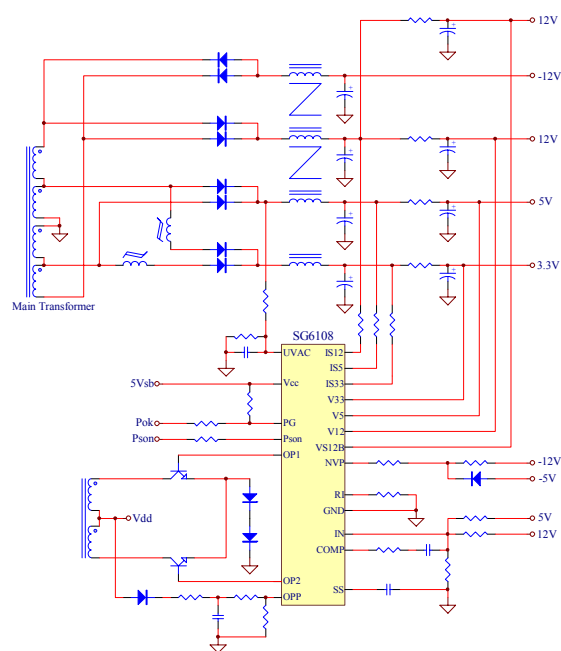 12V
-12V
12V
5V
3.3V
Main Transformer
SG6108
UVAC
IS12
IS5
5Vsb
Vcc
IS33
V33
V5
Pok
PG
V12
Pson
Pson
VS12B
OP1
NVP
-12V
-5V
RI
GND
Vdd
5V
IN
12V
COMP
OP2
SS
OPP
+
+
+
+
+
+
+
+